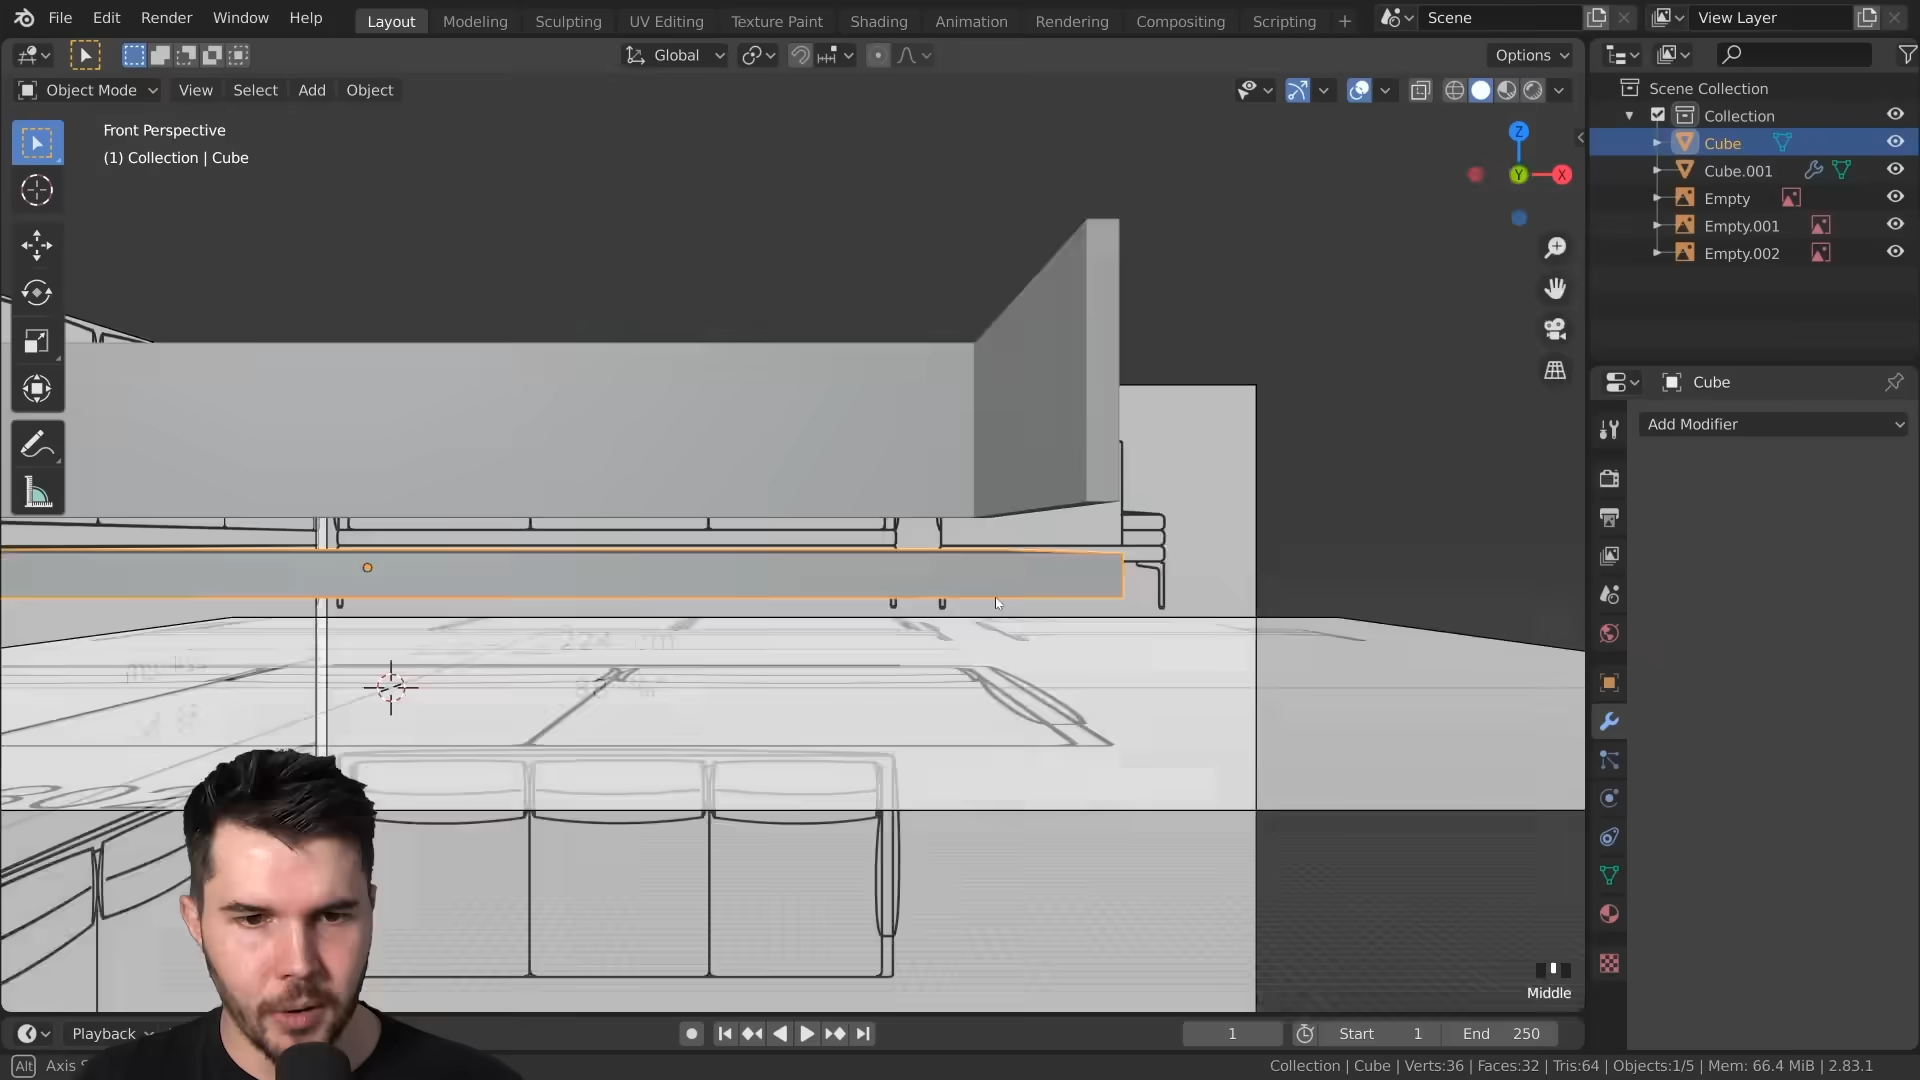 File Edit Render Window Help
Layout Modeling Sculpting UV Editing Texture Paint Shading Animation Rendering Compositing Scripting +
Scene
View Layer
Global
Options
Object Mode View Select Add Object
Front Perspective
(1) Collection | Cube
Z
Y
X
Scene Collection
Collection
Cube
Cube.001
Empty
Empty.001
Empty.002
Cube
Add Modifier
Middle
Playback
1
Start 1
End 250
Alt Axis
Collection | Cube | Verts:36 | Faces:32 | Tris:64 | Objects:1/5 | Mem: 66.4 MiB | 2.83.1